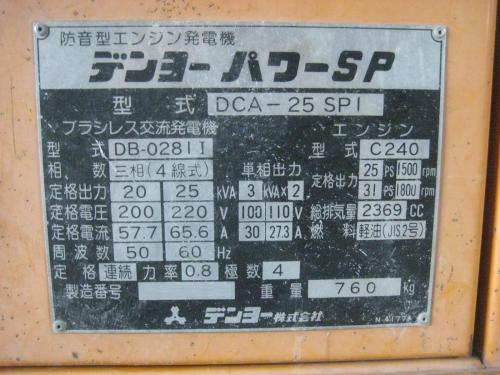 防音型エンジン発電機
デンヨーパワーSP
型式 DCA-25SPI
ブラシレス交流発電機 エンジン
型式 DB-0281I 型式 C240
相、数 三相(4線式) 単相出力 25 PS 1500 rpm
定格出力 20 25 kVA 3 kVA×2 定格出力 31 PS 1800 rpm
定格電圧 200 220 V 100 110 V 総排気量 2369 CC
定格電流 57.7 65.6 A 30 27.3 A 燃料 軽油(JIS2号)
周波数 50 60 Hz
定格 連続 力率 0.8 極数 4
製造番号 重量 760 kg
デンヨー株式会社
N-4177A